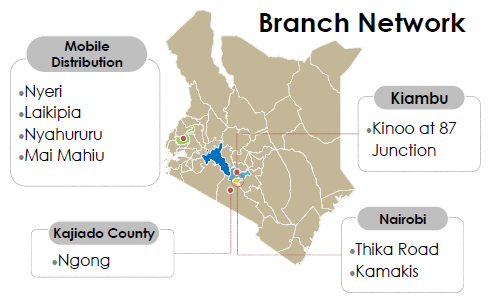 Branch Network
Mobile
Distribution
•Nyeri
•Laikipia
•Nyahururu
•Mai Mahiu
Kiambu
•Kinoo at 87
Junction
Kajiado County
•Ngong
Nairobi
•Thika Road
•Kamakis